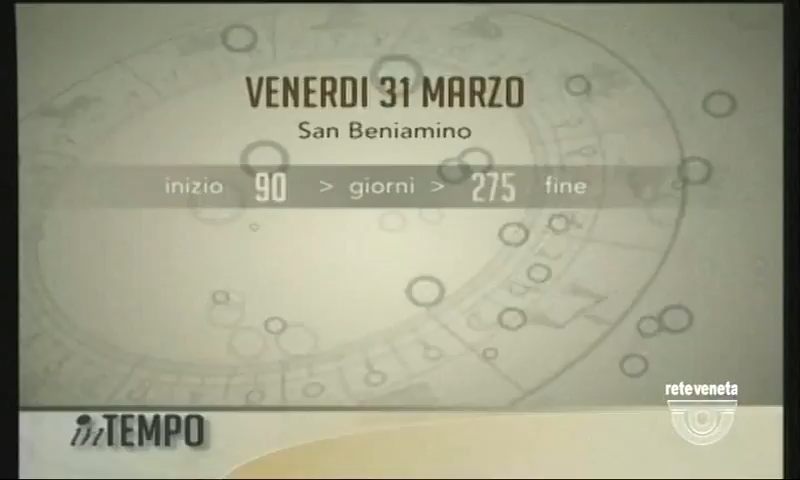 VENERDI 31 MARZO
San Beniamino
inizio 90 > giorni > 275 fine
reteveneta
inTEMPO